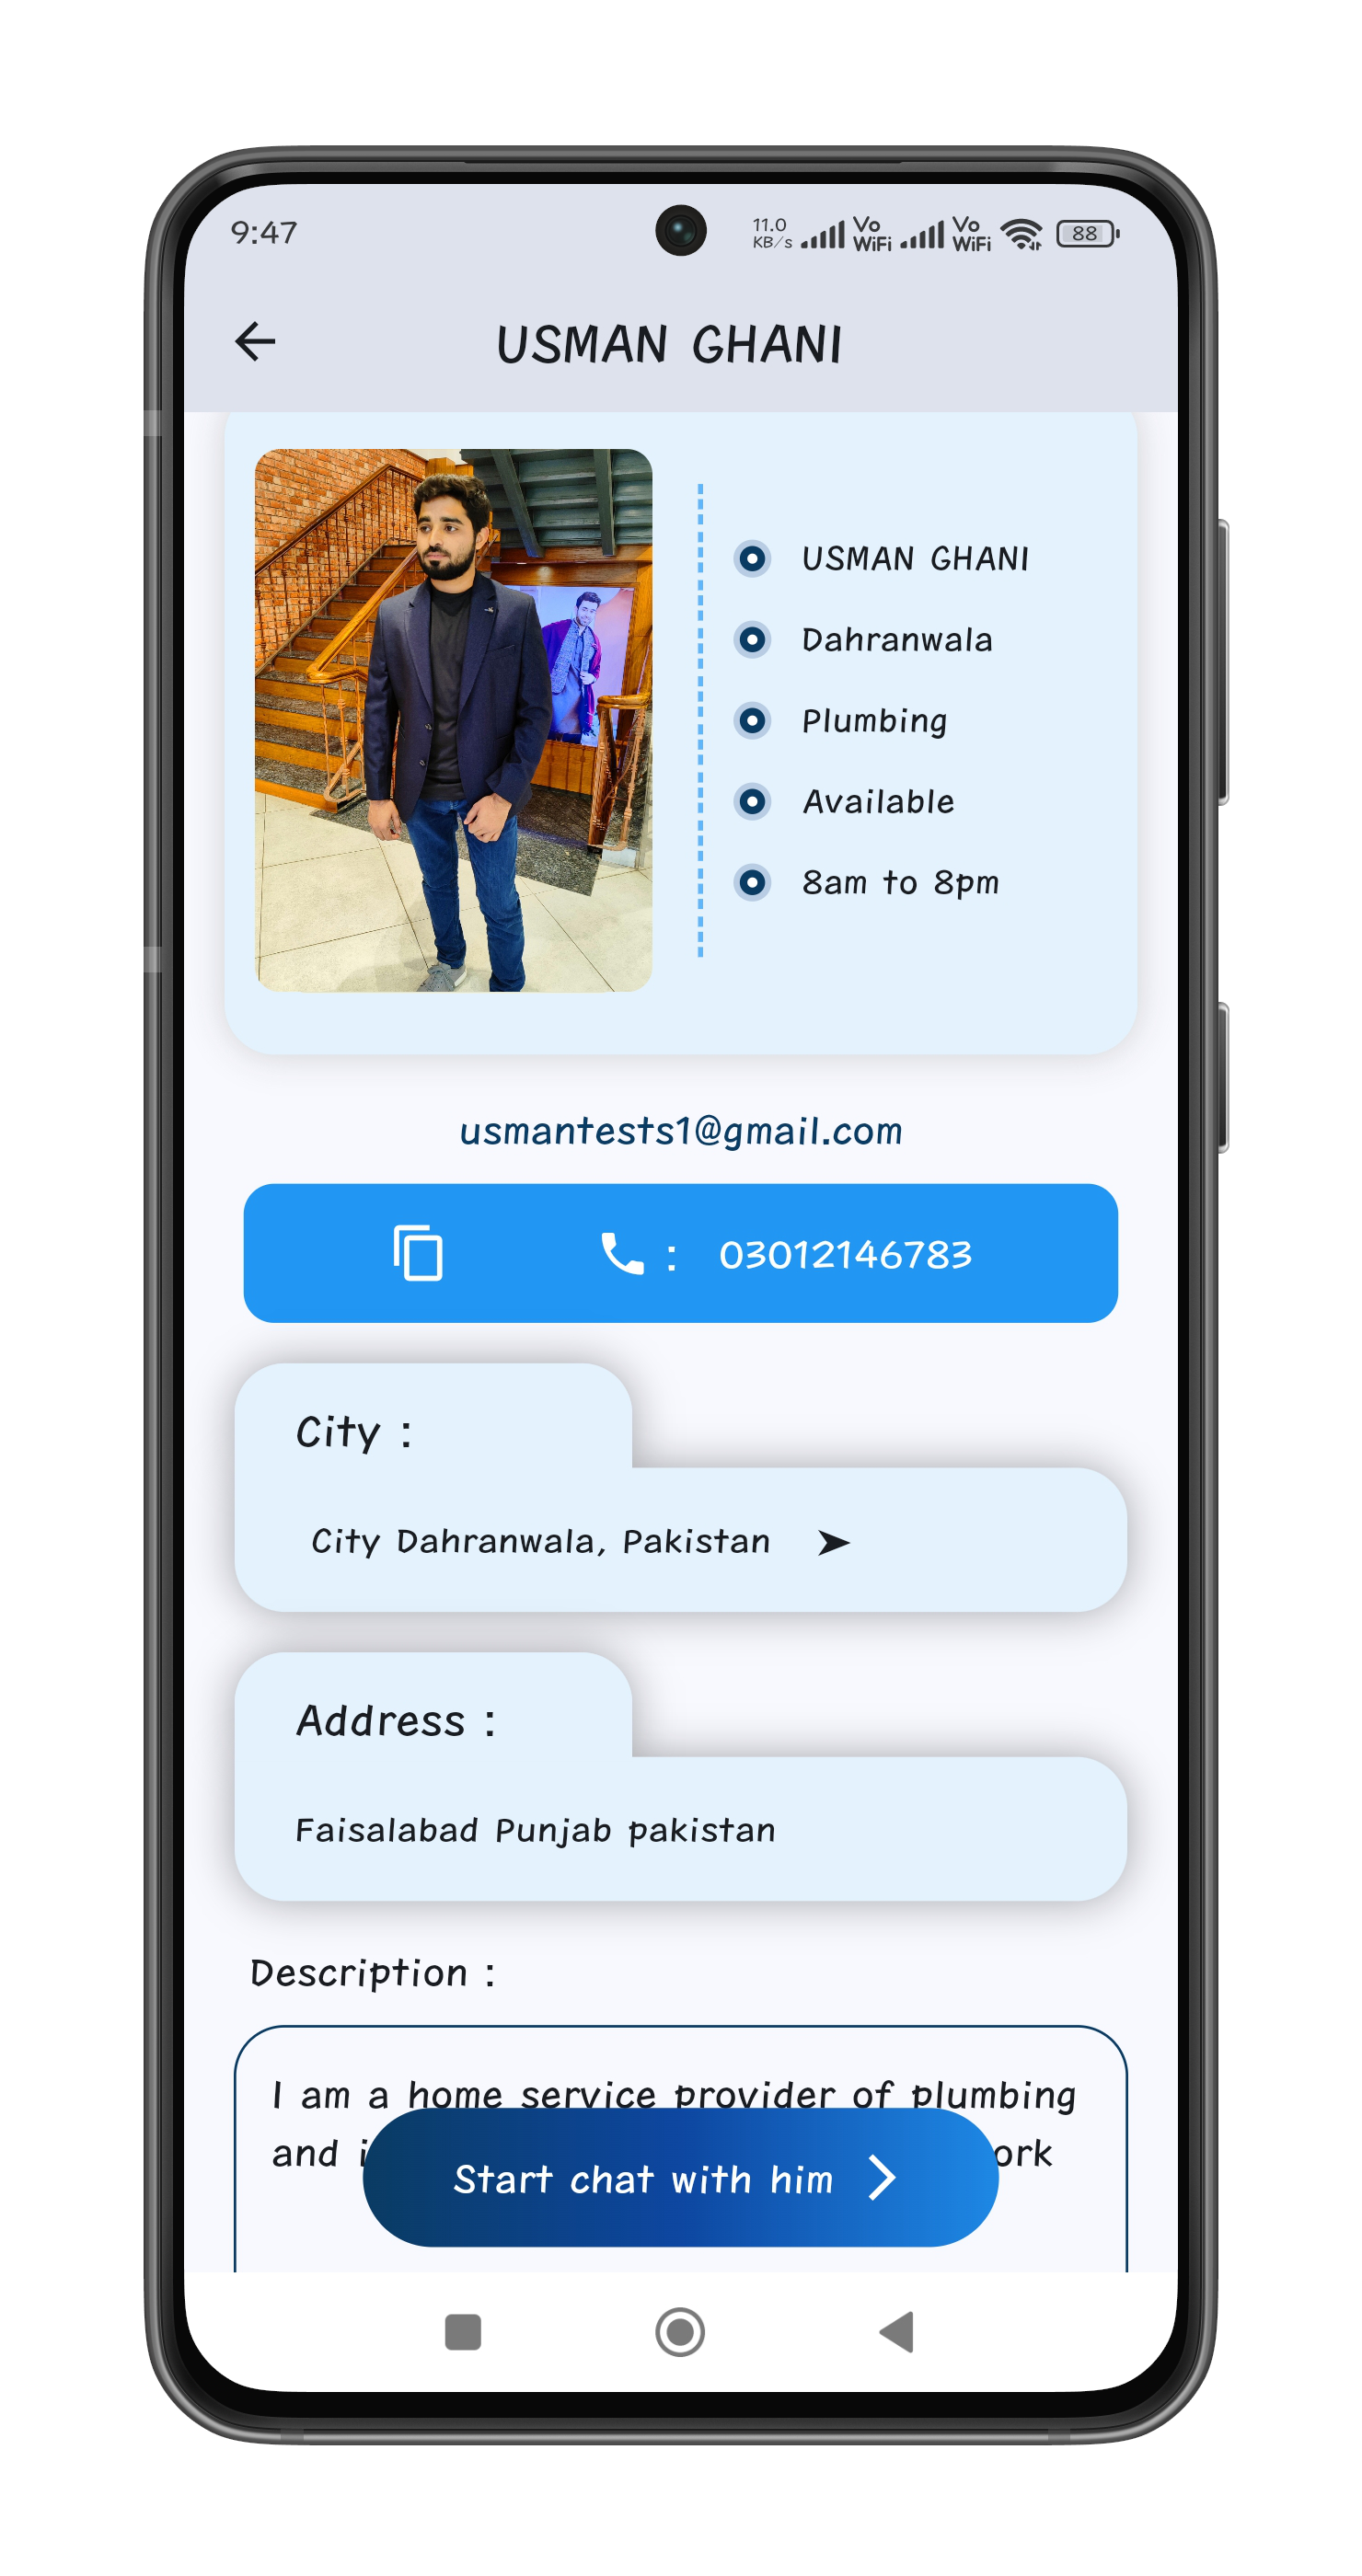 9:47
11.0 KB/s Vo WiFi Vo WiFi 88
USMAN GHANI
USMAN GHANI
Dahranwala
Plumbing
Available
8am to 8pm
usmantests1@gmail.com
: 03012146783
City :
City Dahranwala, Pakistan
Address :
Faisalabad Punjab pakistan
Description :
I am a home service provider of plumbing
and
Start chat with him